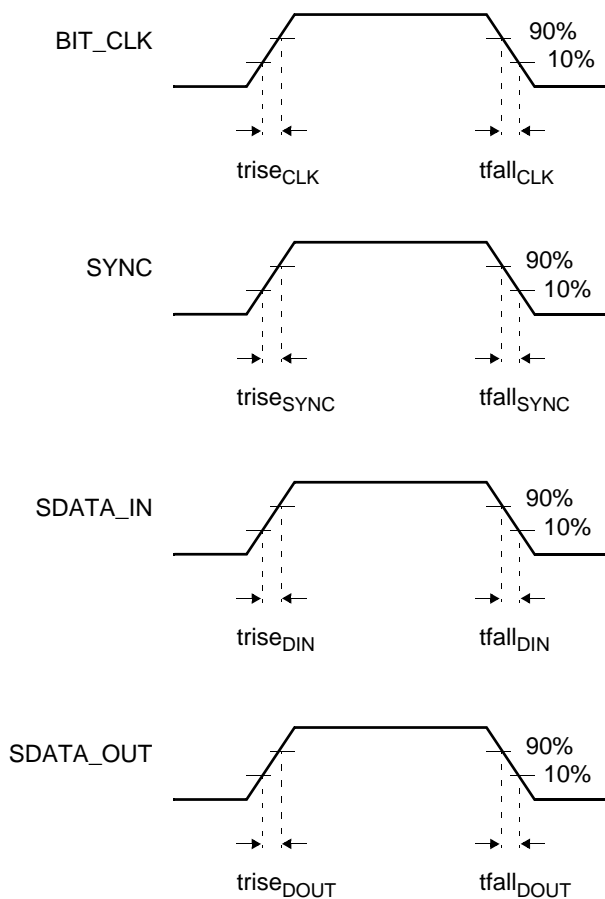 BIT_CLK
90%
10%
trise_CLK tfall_CLK
SYNC
90%
10%
trise_SYNC tfall_SYNC
SDATA_IN
90%
10%
trise_DIN tfall_DIN
SDATA_OUT
90%
10%
trise_DOUT tfall_DOUT